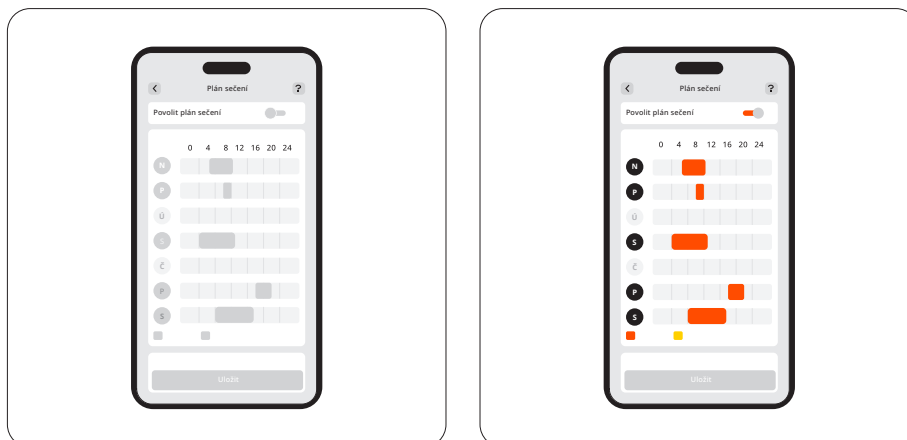 Plán sečení ?
Povolit plán sečení
0 4 8 12 16 20 24
N
P
Ú
S
Č
P
S
Uložit
Plán sečení ?
Povolit plán sečení
0 4 8 12 16 20 24
N
P
Ú
S
Č
P
S
Uložit